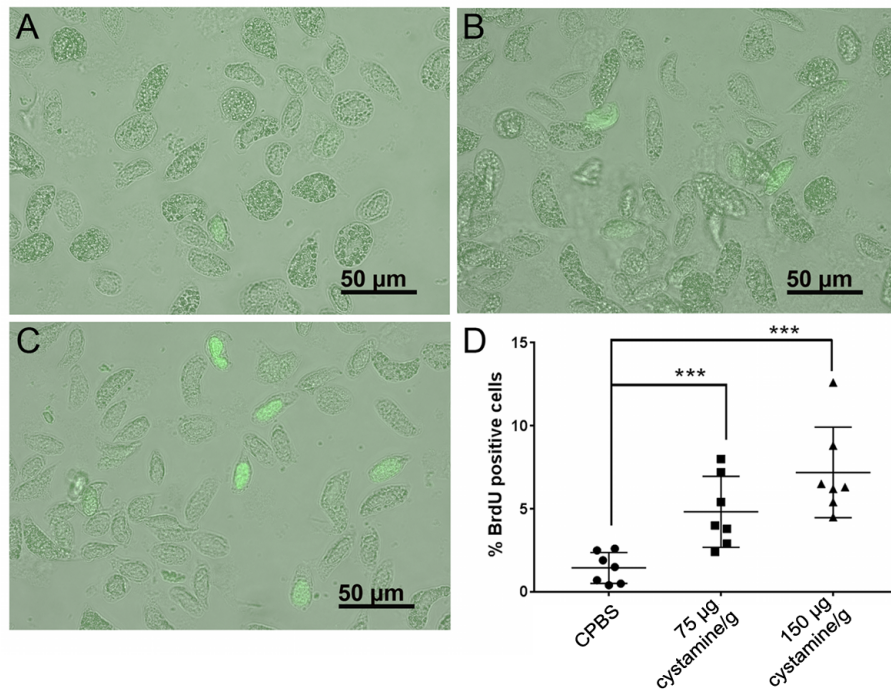 A
50 µm
B
50 µm
C
50 µm
D
% BrdU positive cells
15
10
5
0
***
***
CPBS
75 µg
cystamine/g
150 µg
cystamine/g